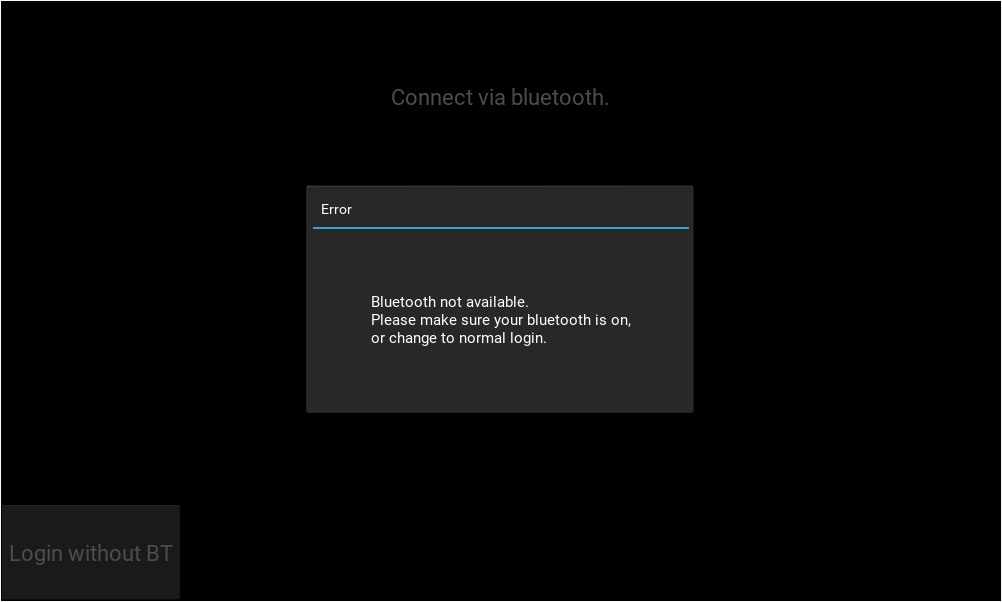 Connect via bluetooth.
Error
Bluetooth not available.
Please make sure your bluetooth is on,
or change to normal login.
Login without BT